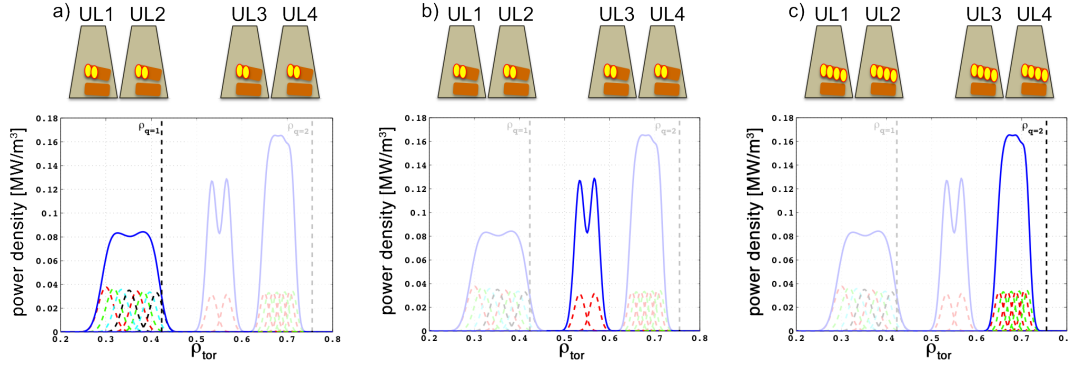 a) UL1 UL2 UL3 UL4
b) UL1 UL2 UL3 UL4
c) UL1 UL2 UL3 UL4
power density [MW/m³]
0.18
0.16
0.14
0.12
0.1
0.08
0.06
0.04
0.02
0
0.2 0.3 0.4 0.5 0.6 0.7 0.8
ρtor
ρq=1
ρq=2
power density [MW/m³]
0.18
0.16
0.14
0.12
0.1
0.08
0.06
0.04
0.02
0
0.2 0.3 0.4 0.5 0.6 0.7 0.8
ρtor
ρq=1
ρq=2
power density [MW/m³]
0.18
0.16
0.14
0.12
0.1
0.08
0.06
0.04
0.02
0
0.2 0.3 0.4 0.5 0.6 0.7 0.8
ρtor
ρq=1
ρq=2